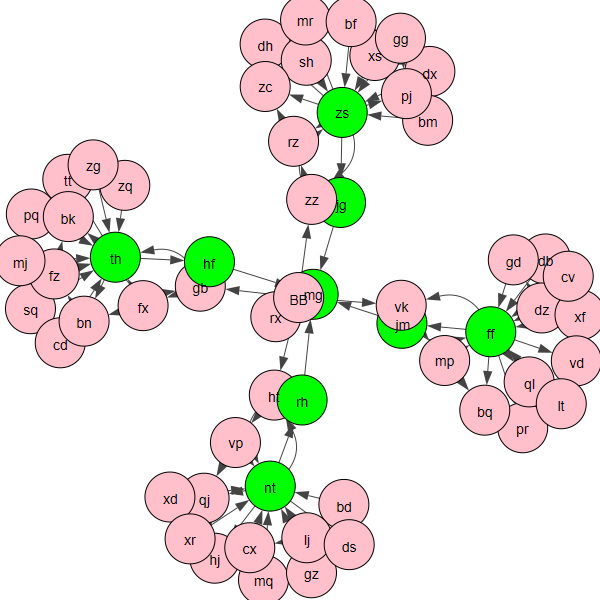 mr
bf
gg
dh
xs
sh
dx
zc
pj
zs
bm
rz
zg
tt
zq
zz
jg
pq
bk
gd
db
th
hf
mj
fz
cv
gb
BB
mg
sq
fx
vk
dz
xf
rx
bn
jm
ff
cd
mp
vd
ql
ht
rh
bq
lt
pr
vp
nt
xd
qj
bd
xr
cx
lj
ds
hj
mq
gz